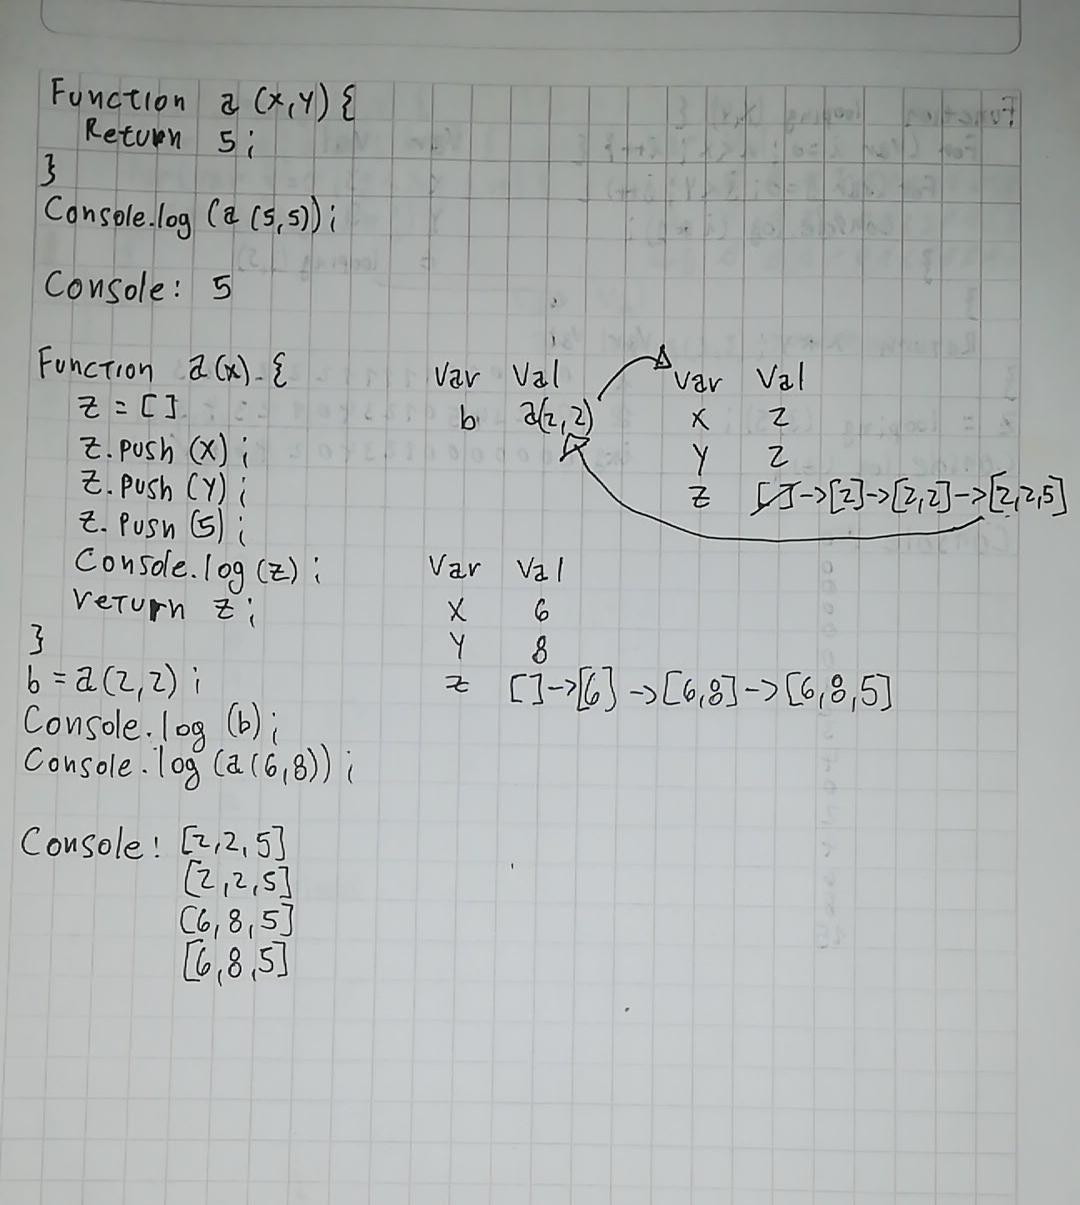 Function a (x,y) {
Return 5;
}
Console.log (a (5,5));
Console: 5
Function a(x) {
z = []
z.push (x);
z.push (y);
z.push (5);
Console.log (z);
return z;
}
b = a(2,2);
Console.log (b);
Console.log (a(6,8));
Console: [2,2,5]
[2,2,5]
[6,8,5]
[6,8,5]
Var Val
b a(2,2)
Var Val
x 2
y 2
z []->[2]->[2,2]->[2,2,5]
Var Val
x 6
y 8
z []->[6] ->[6,8]->[6,8,5]